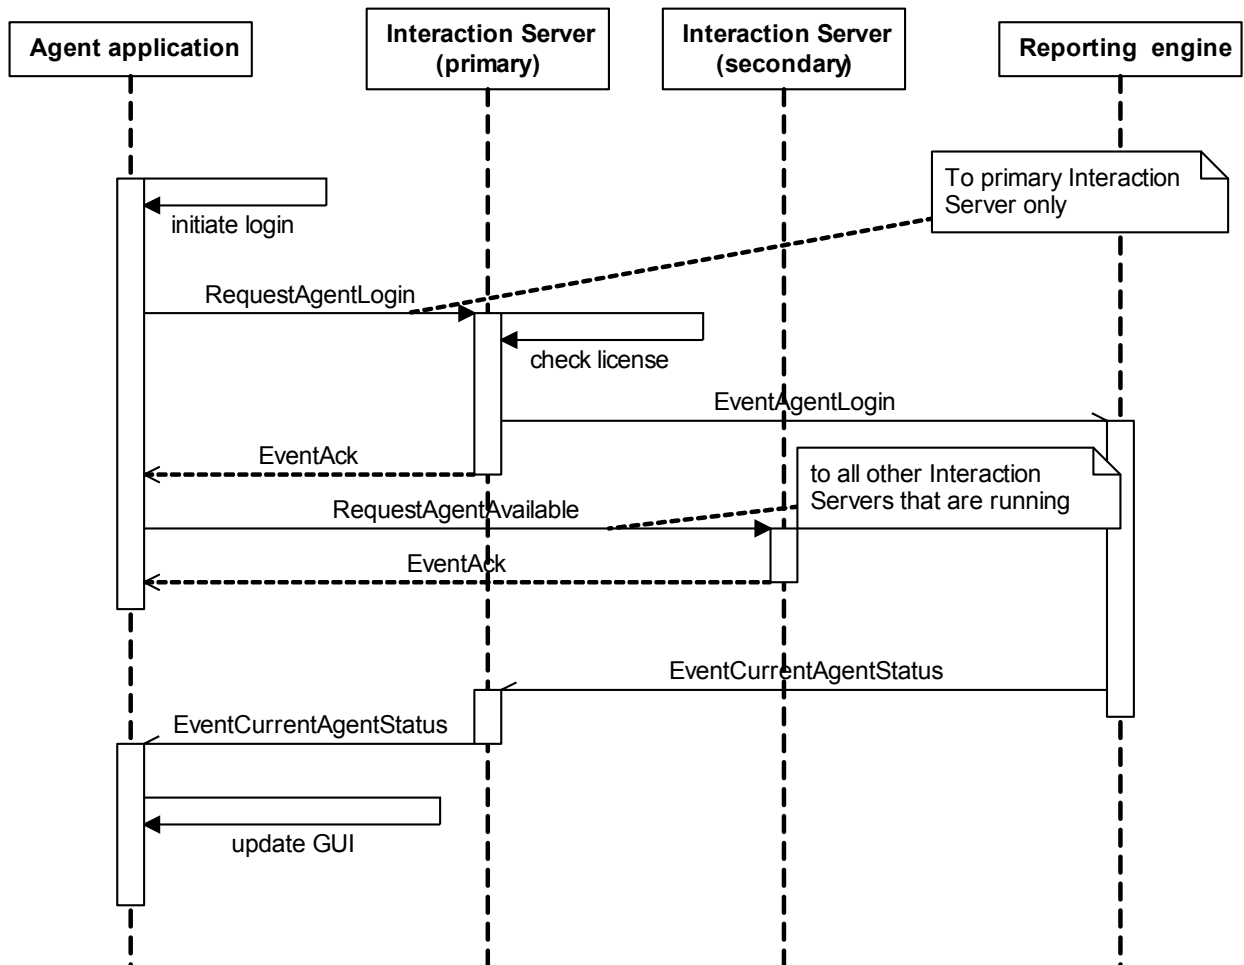 Agent application
Interaction Server
(primary)
Interaction Server
(secondary)
Reporting engine
To primary Interaction
Server only
initiate login
RequestAgentLogin
check license
EventAgentLogin
EventAck
to all other Interaction
Servers that are running
RequestAgentAvailable
EventAck
EventCurrentAgentStatus
EventCurrentAgentStatus
update GUI